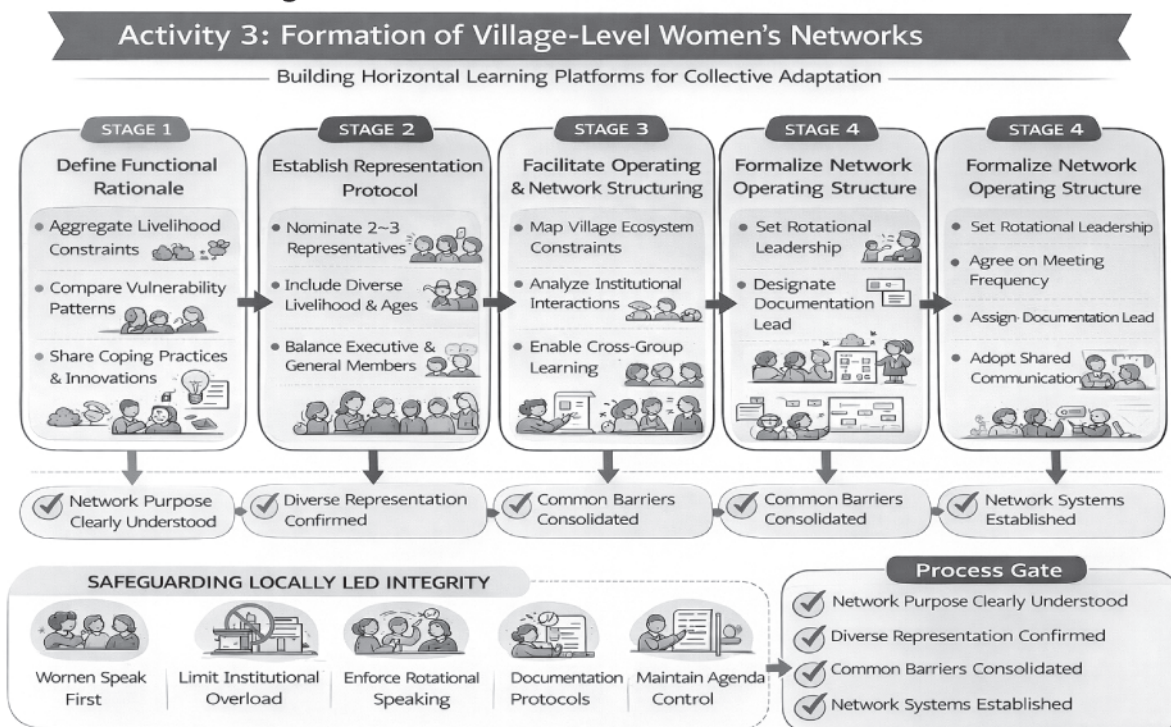 Activity 3: Formation of Village-Level Women's Networks
Building Horizontal Learning Platforms for Collective Adaptation
STAGE 1
Define Functional
Rationale
• Aggregate Livelihood
Constraints
• Compare Vulnerability
Patterns
• Share Coping Practices
& Innovations
STAGE 2
Establish Representation
Protocol
• Nominate 2~3
Representatives
• Include Diverse
Livelihood & Ages
• Balance Executive &
General Members
STAGE 3
Facilitate Operating
& Network Structuring
• Map Village Ecosystem
Constraints
• Analyze Institutional
Interactions
• Enable Cross-Group
Learning
STAGE 4
Formalize Network
Operating Structure
• Set Rotational
Leadership
• Designate
Documentation
Lead
STAGE 4
Formalize Network
Operating Structure
• Set Rotational Leadership
• Agree on Meeting
Frequency
• Assign· Documentation Lead
• Adopt Shared
Communication
Network Purpose
Clearly Understood
Diverse Representation
Confirmed
Common Barriers
Consolidated
Common Barriers
Consolidated
Network Systems
Established
SAFEGUARDING LOCALLY LED INTEGRITY
Women Speak
First
Limit Institutional
Overload
Enforce Rotational
Speaking
Documentation
Protocols
Maintain Agenda
Control
Process Gate
Network Purpose Clearly Understood
Diverse Representation Confirmed
Common Barriers Consolidated
Network Systems Established